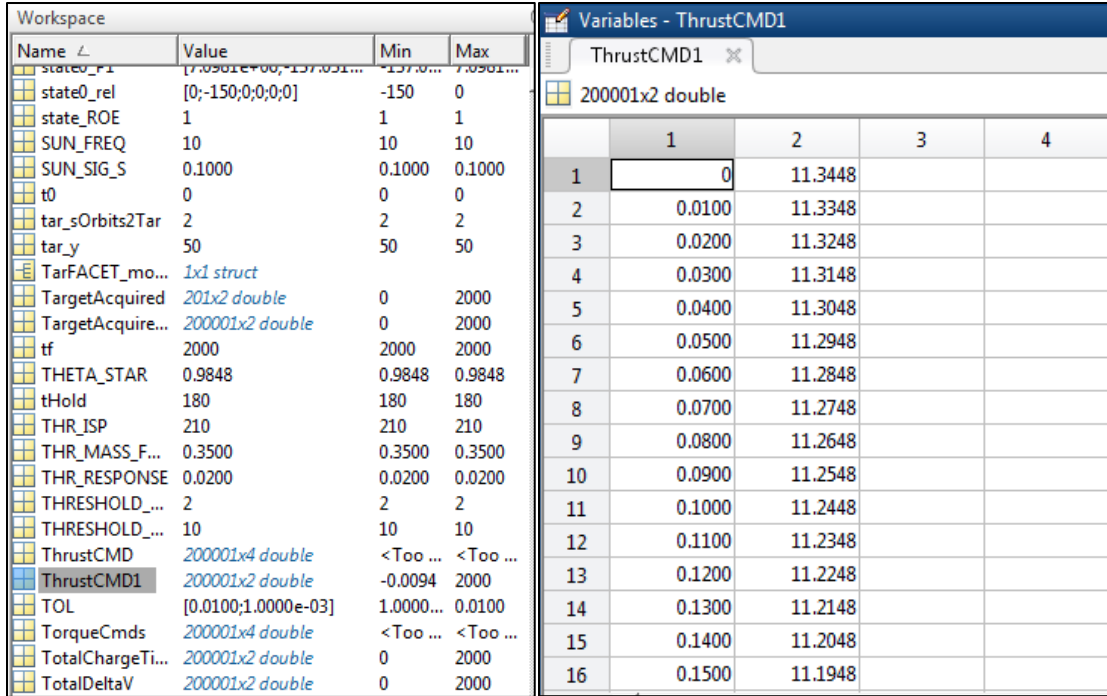 Workspace
Name Value Min Max
state0_rel [0;-150;0;0;0;0] -150 0
state_ROE 1 1 1
SUN_FREQ 10 10 10
SUN_SIG_S 0.1000 0.1000 0.1000
t0 0 0 0
tar_sOrbits2Tar 2 2 2
tar_y 50 50 50
TarFACET_mo... 1x1 struct
TargetAcquired 201x2 double 0 2000
TargetAcquire... 200001x2 double 0 2000
tf 2000 2000 2000
THETA_STAR 0.9848 0.9848 0.9848
tHold 180 180 180
THR_ISP 210 210 210
THR_MASS_F... 0.3500 0.3500 0.3500
THR_RESPONSE 0.0200 0.0200 0.0200
THRESHOLD_... 2 2 2
THRESHOLD_... 10 10 10
ThrustCMD 200001x4 double <Too ... <Too ...
ThrustCMD1 200001x2 double -0.0094 2000
TOL [0.0100;1.0000e-03] 1.0000... 0.0100
TorqueCmds 200001x4 double <Too ... <Too ...
TotalChargeTi... 200001x2 double 0 2000
TotalDeltaV 200001x2 double 0 2000
Variables - ThrustCMD1
ThrustCMD1
200001x2 double
1 2 3 4
1 0 11.3448
2 0.0100 11.3348
3 0.0200 11.3248
4 0.0300 11.3148
5 0.0400 11.3048
6 0.0500 11.2948
7 0.0600 11.2848
8 0.0700 11.2748
9 0.0800 11.2648
10 0.0900 11.2548
11 0.1000 11.2448
12 0.1100 11.2348
13 0.1200 11.2248
14 0.1300 11.2148
15 0.1400 11.2048
16 0.1500 11.1948